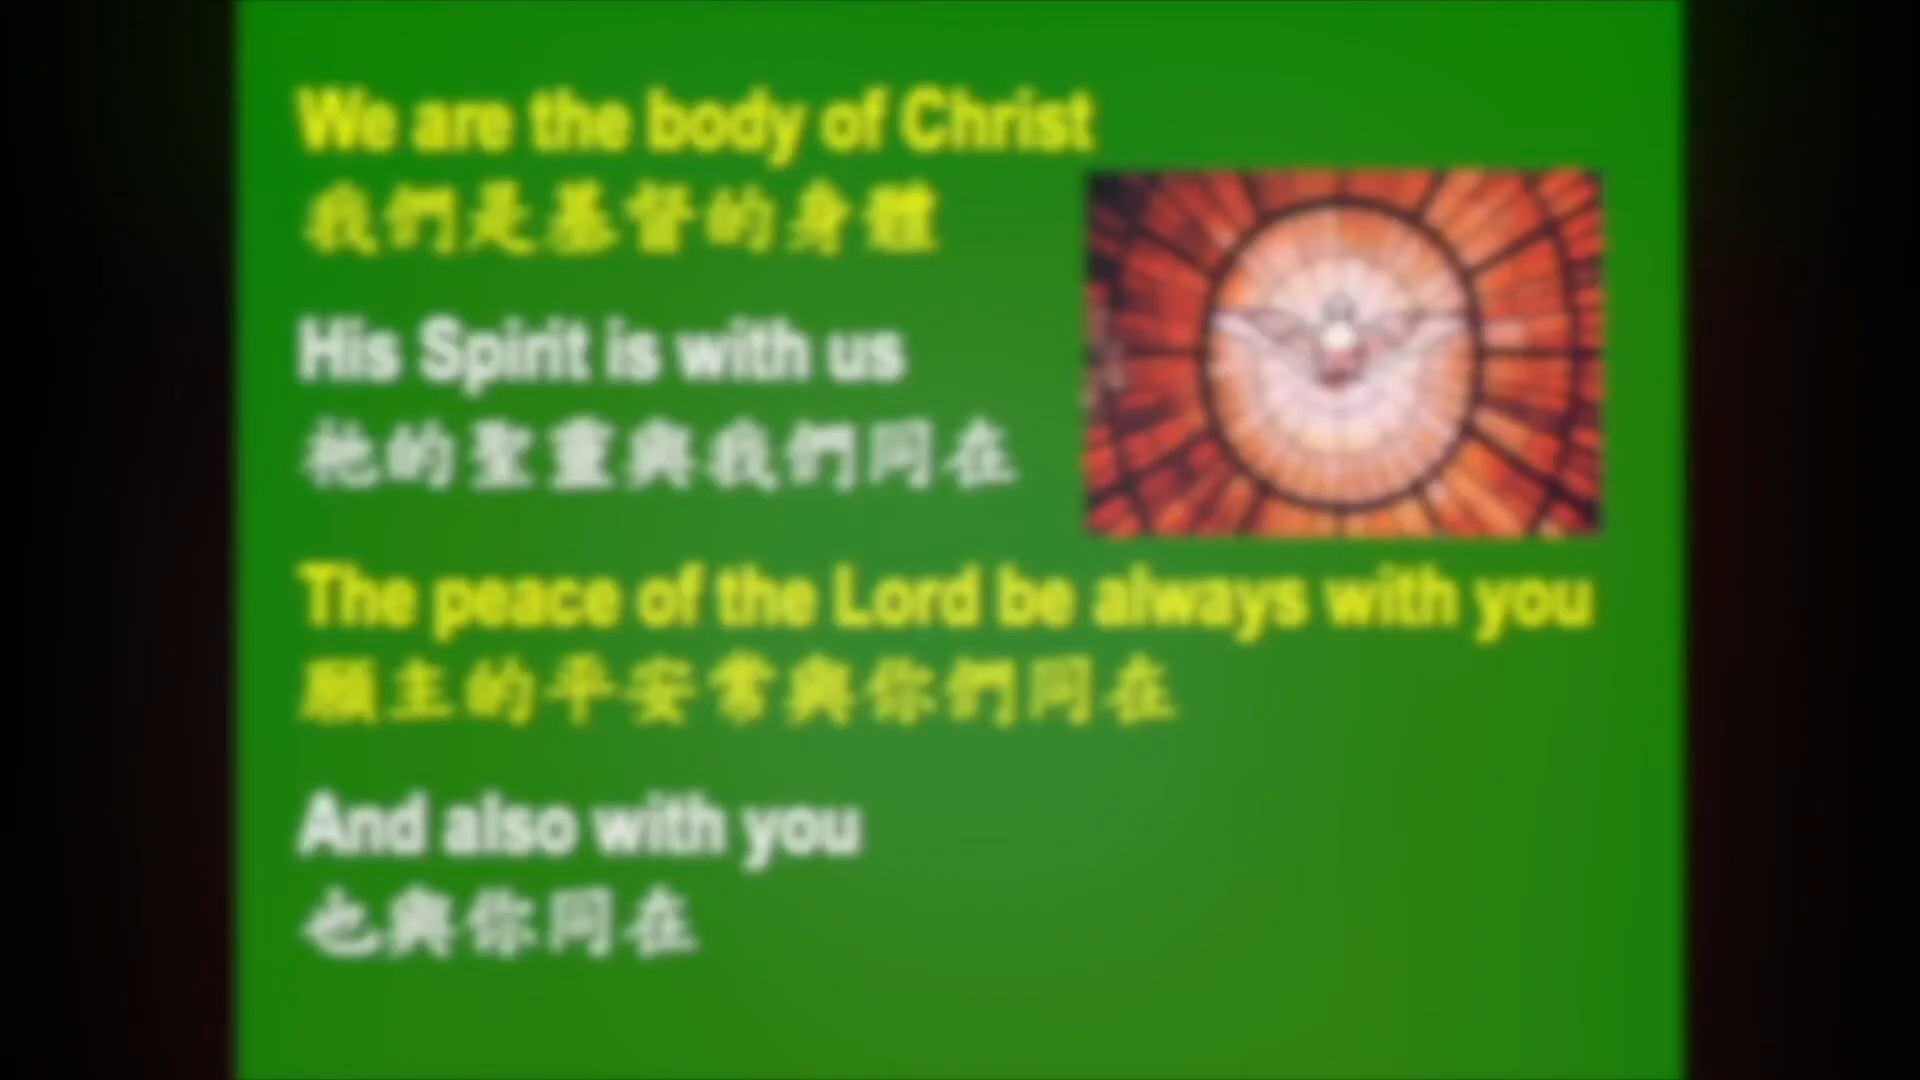 We are the body of Christ
我們是基督的身體
His Spirit is with us
祂的聖靈與我們同在
The peace of the Lord be always with you
願主的平安常與你們同在
And also with you
也與你同在